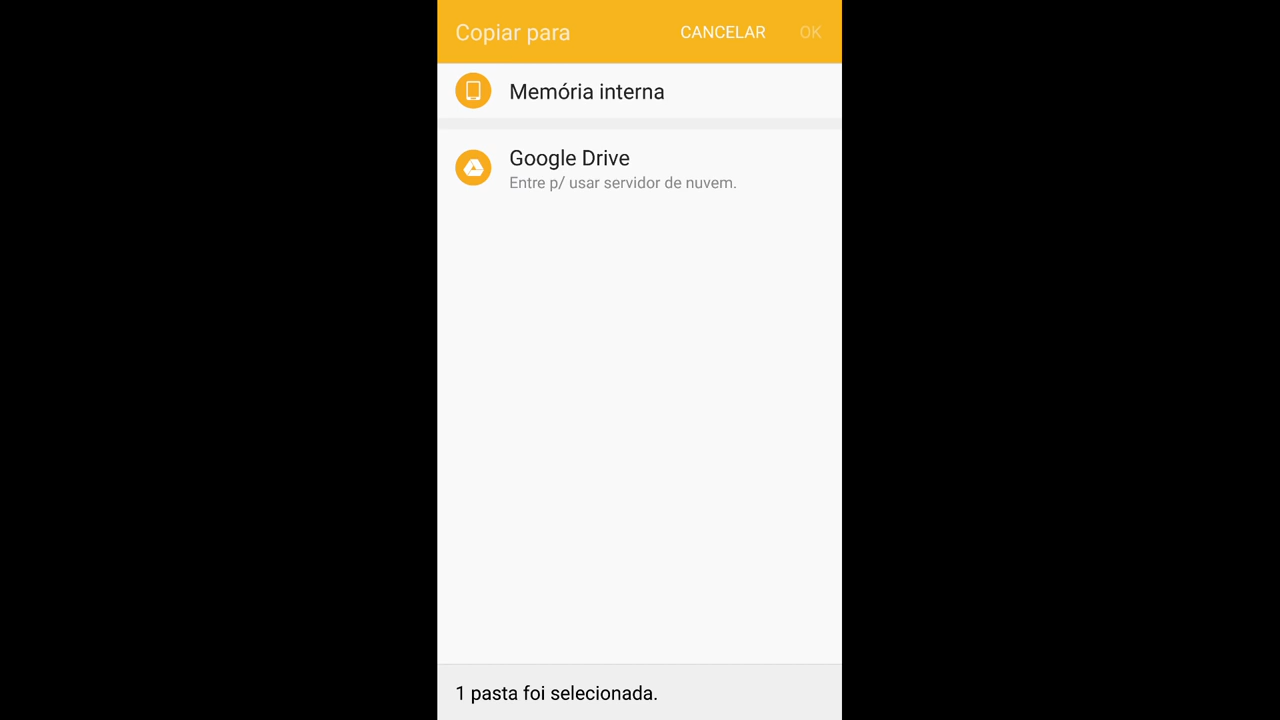 Copiar para CANCELAR OK
Memória interna
Google Drive
Entre p/ usar servidor de nuvem.
1 pasta foi selecionada.